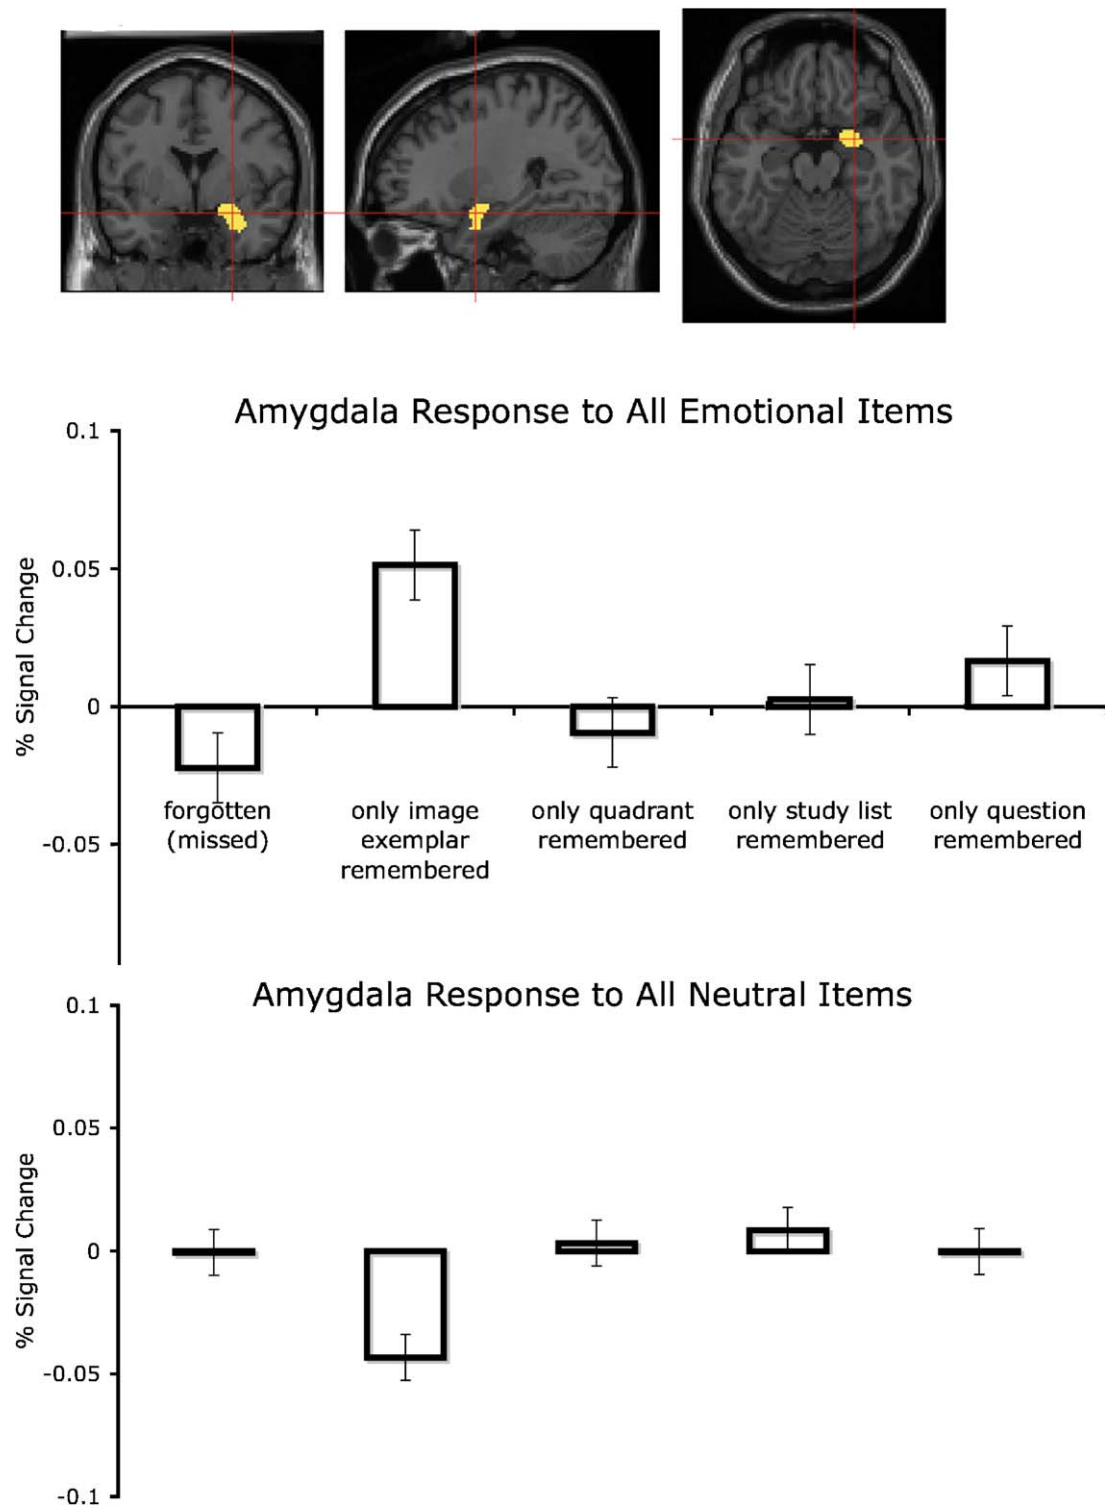 Amygdala Response to All Emotional Items
0.1
0.05
0
-0.05
% Signal Change
forgotten
(missed)
only image
exemplar
remembered
only quadrant
remembered
only study list
remembered
only question
remembered
Amygdala Response to All Neutral Items
0.1
0.05
0
-0.05
-0.1
% Signal Change